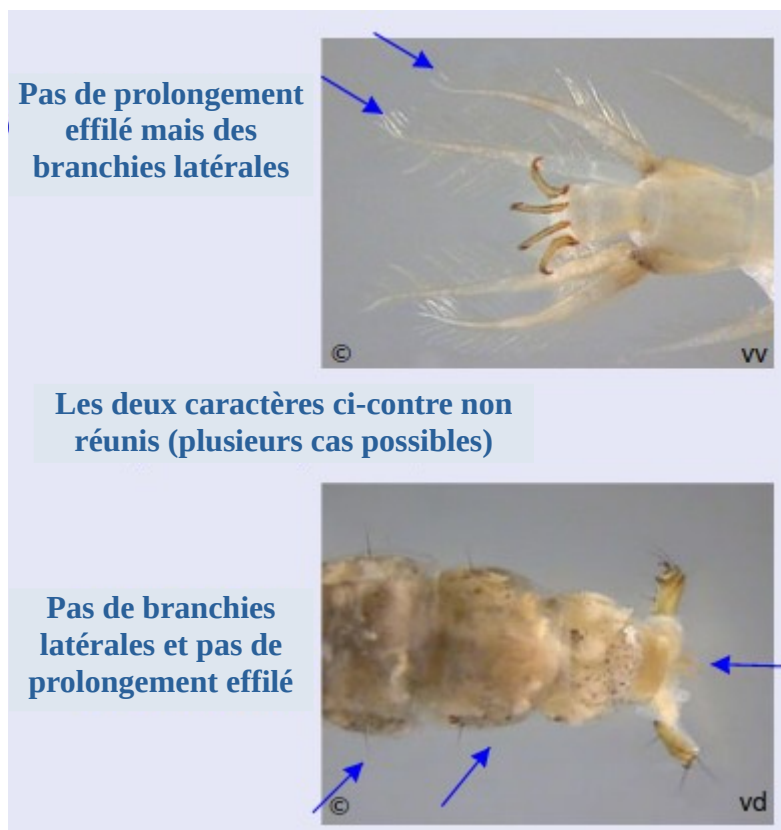 Pas de prolongement
effilé mais des
branchies latérales
©
vv
Les deux caractères ci-contre non
réunis (plusieurs cas possibles)
Pas de branchies
latérales et pas de
prolongement effilé
©
vd